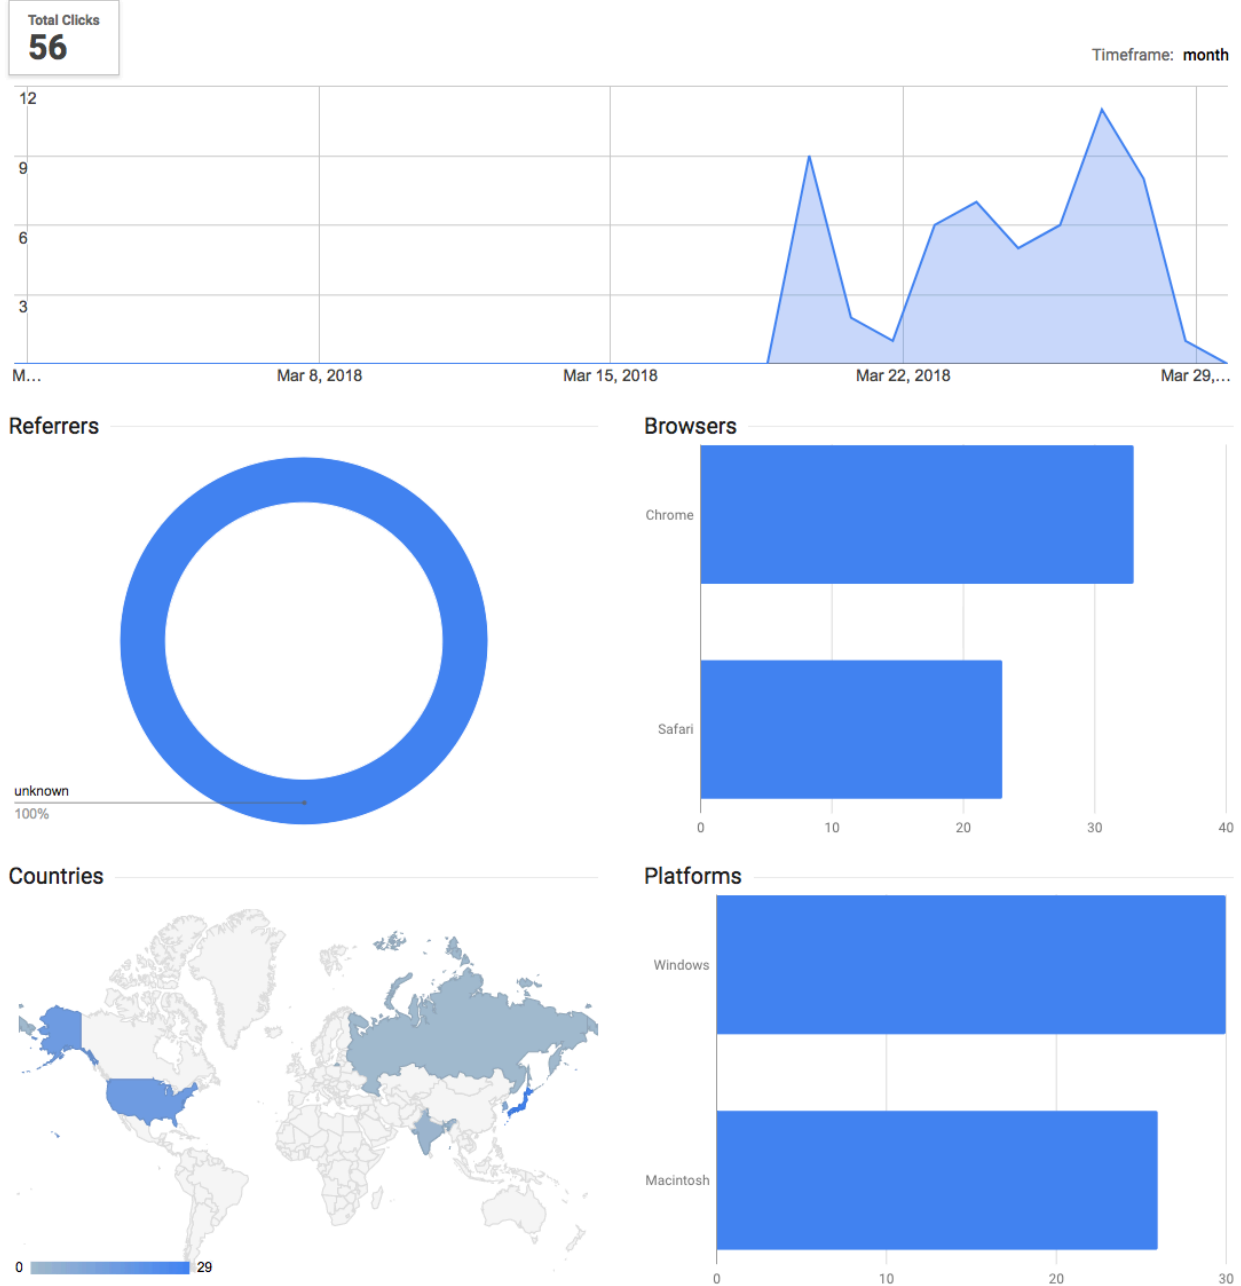 Total Clicks
56
Timeframe: month
12
9
6
3
M...
Mar 8, 2018
Mar 15, 2018
Mar 22, 2018
Mar 29,...
Referrers
unknown
100%
Browsers
Chrome
Safari
0 10 20 30 40
Countries
0 29
Platforms
Windows
Macintosh
0 10 20 30